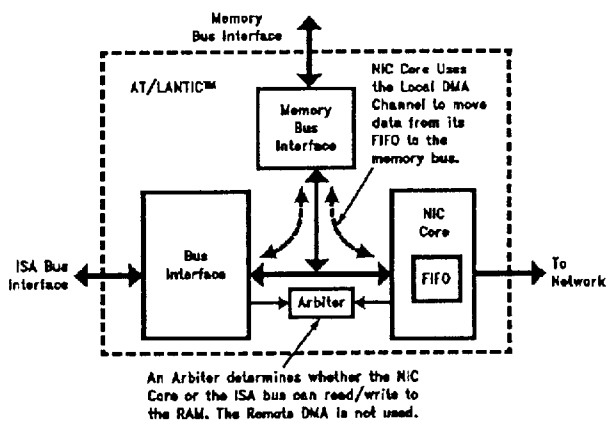 Memory
Bus Interface
AT/LANTIC™
NIC Core Uses
the Local DMA
Channel to move
data from its
FIFO to the
memory bus.
Memory
Bus
Interface
NIC
Core
Bus
Interface
ISA Bus
Interface
FIFO
To
Network
Arbiter
An Arbiter determines whether the NIC
Core or the ISA bus can read/write to
the RAM. The Remote DMA is not used.